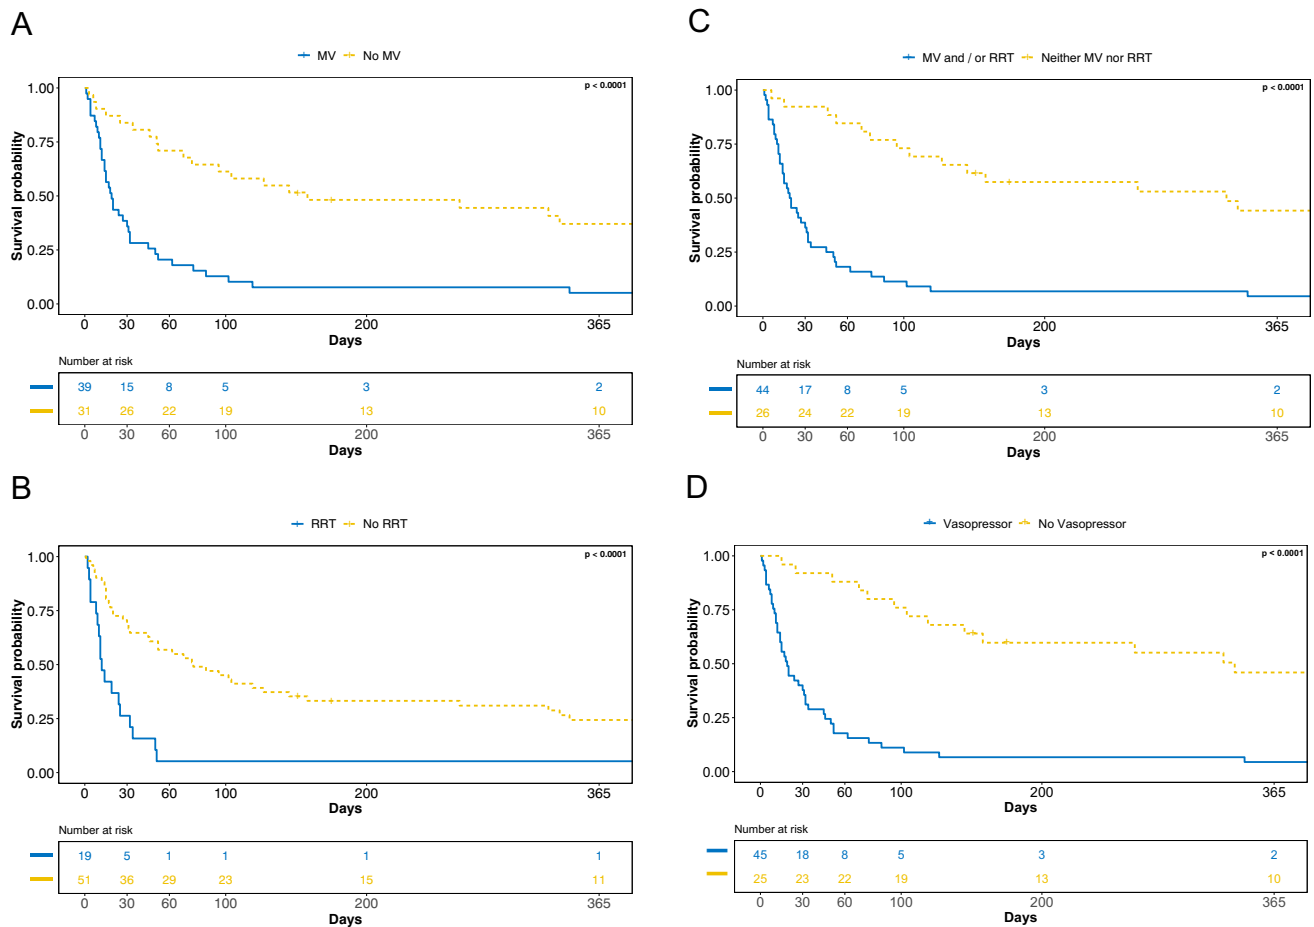 A
MV No MV
p < 0.0001
1.00
0.75
0.50
0.25
0.00
Survival probability
0 30 60 100 200 365
Days
Number at risk
39 15 8 5 3 2
31 26 22 19 13 10
0 30 60 100 200 365
Days
B
RRT No RRT
p < 0.0001
1.00
0.75
0.50
0.25
0.00
Survival probability
0 30 60 100 200 365
Days
Number at risk
19 5 1 1 1 1
51 36 29 23 15 11
0 30 60 100 200 365
Days
C
MV and / or RRT Neither MV nor RRT
p < 0.0001
1.00
0.75
0.50
0.25
0.00
Survival probability
0 30 60 100 200 365
Days
Number at risk
44 17 8 5 3 2
26 24 22 19 13 10
0 30 60 100 200 365
Days
D
Vasopressor No Vasopressor
p < 0.0001
1.00
0.75
0.50
0.25
0.00
Survival probability
0 30 60 100 200 365
Days
Number at risk
45 18 8 5 3 2
25 23 22 19 13 10
0 30 60 100 200 365
Days